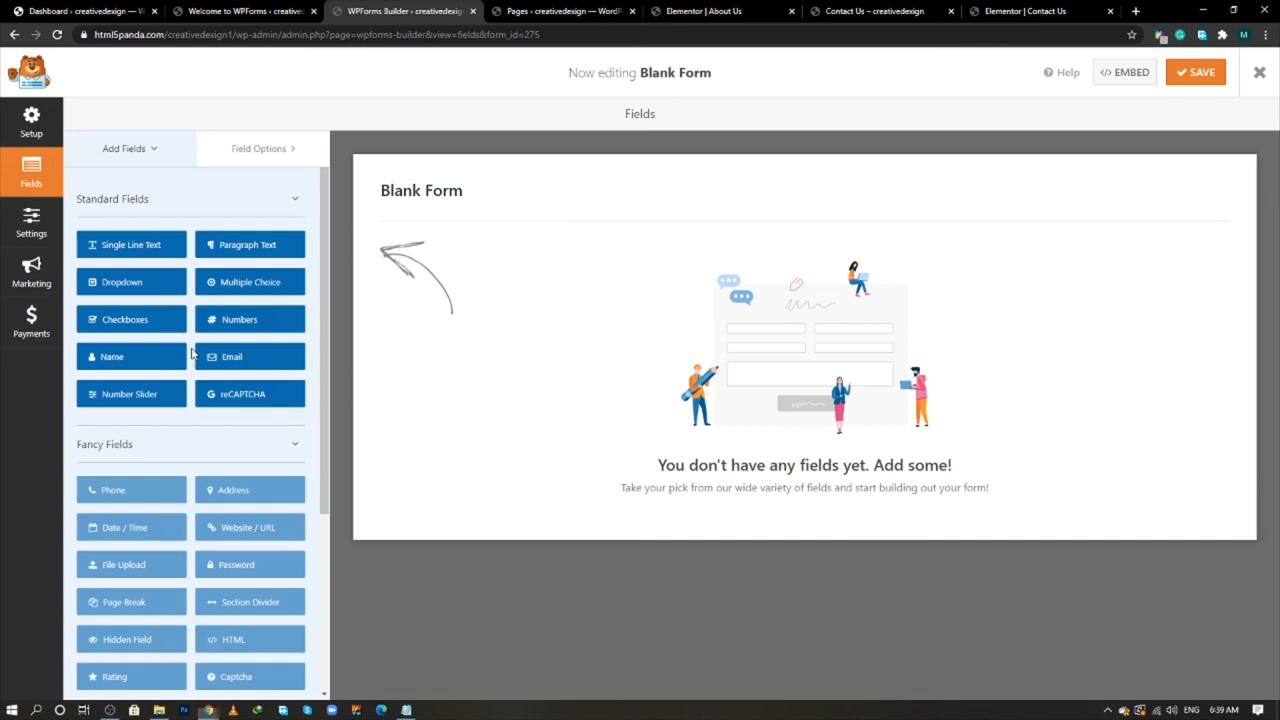 Dashboard ‹ creativedesign — W
Welcome to WPForms ‹ creatived
WPForms Builder ‹ creativedesig
Pages ‹ creativedesign — WordP
Elementor | About Us
Contact Us – creativedesign
Elementor | Contact Us
html5panda.com/creativedexign1/wp-admin/admin.php?page=wpforms-builder&view=fields&form_id=275
M
Now editing Blank Form
Help
</> EMBED
SAVE
Fields
Setup
Fields
Settings
Marketing
Payments
Add Fields
Field Options
Standard Fields
Single Line Text
Paragraph Text
Dropdown
Multiple Choice
Checkboxes
Numbers
Name
Email
Number Slider
reCAPTCHA
Fancy Fields
Phone
Address
Date / Time
Website / URL
File Upload
Password
Page Break
Section Divider
Hidden Field
HTML
Rating
Captcha
Blank Form
You don't have any fields yet. Add some!
Take your pick from our wide variety of fields and start building out your form!
ENG
6:39 AM